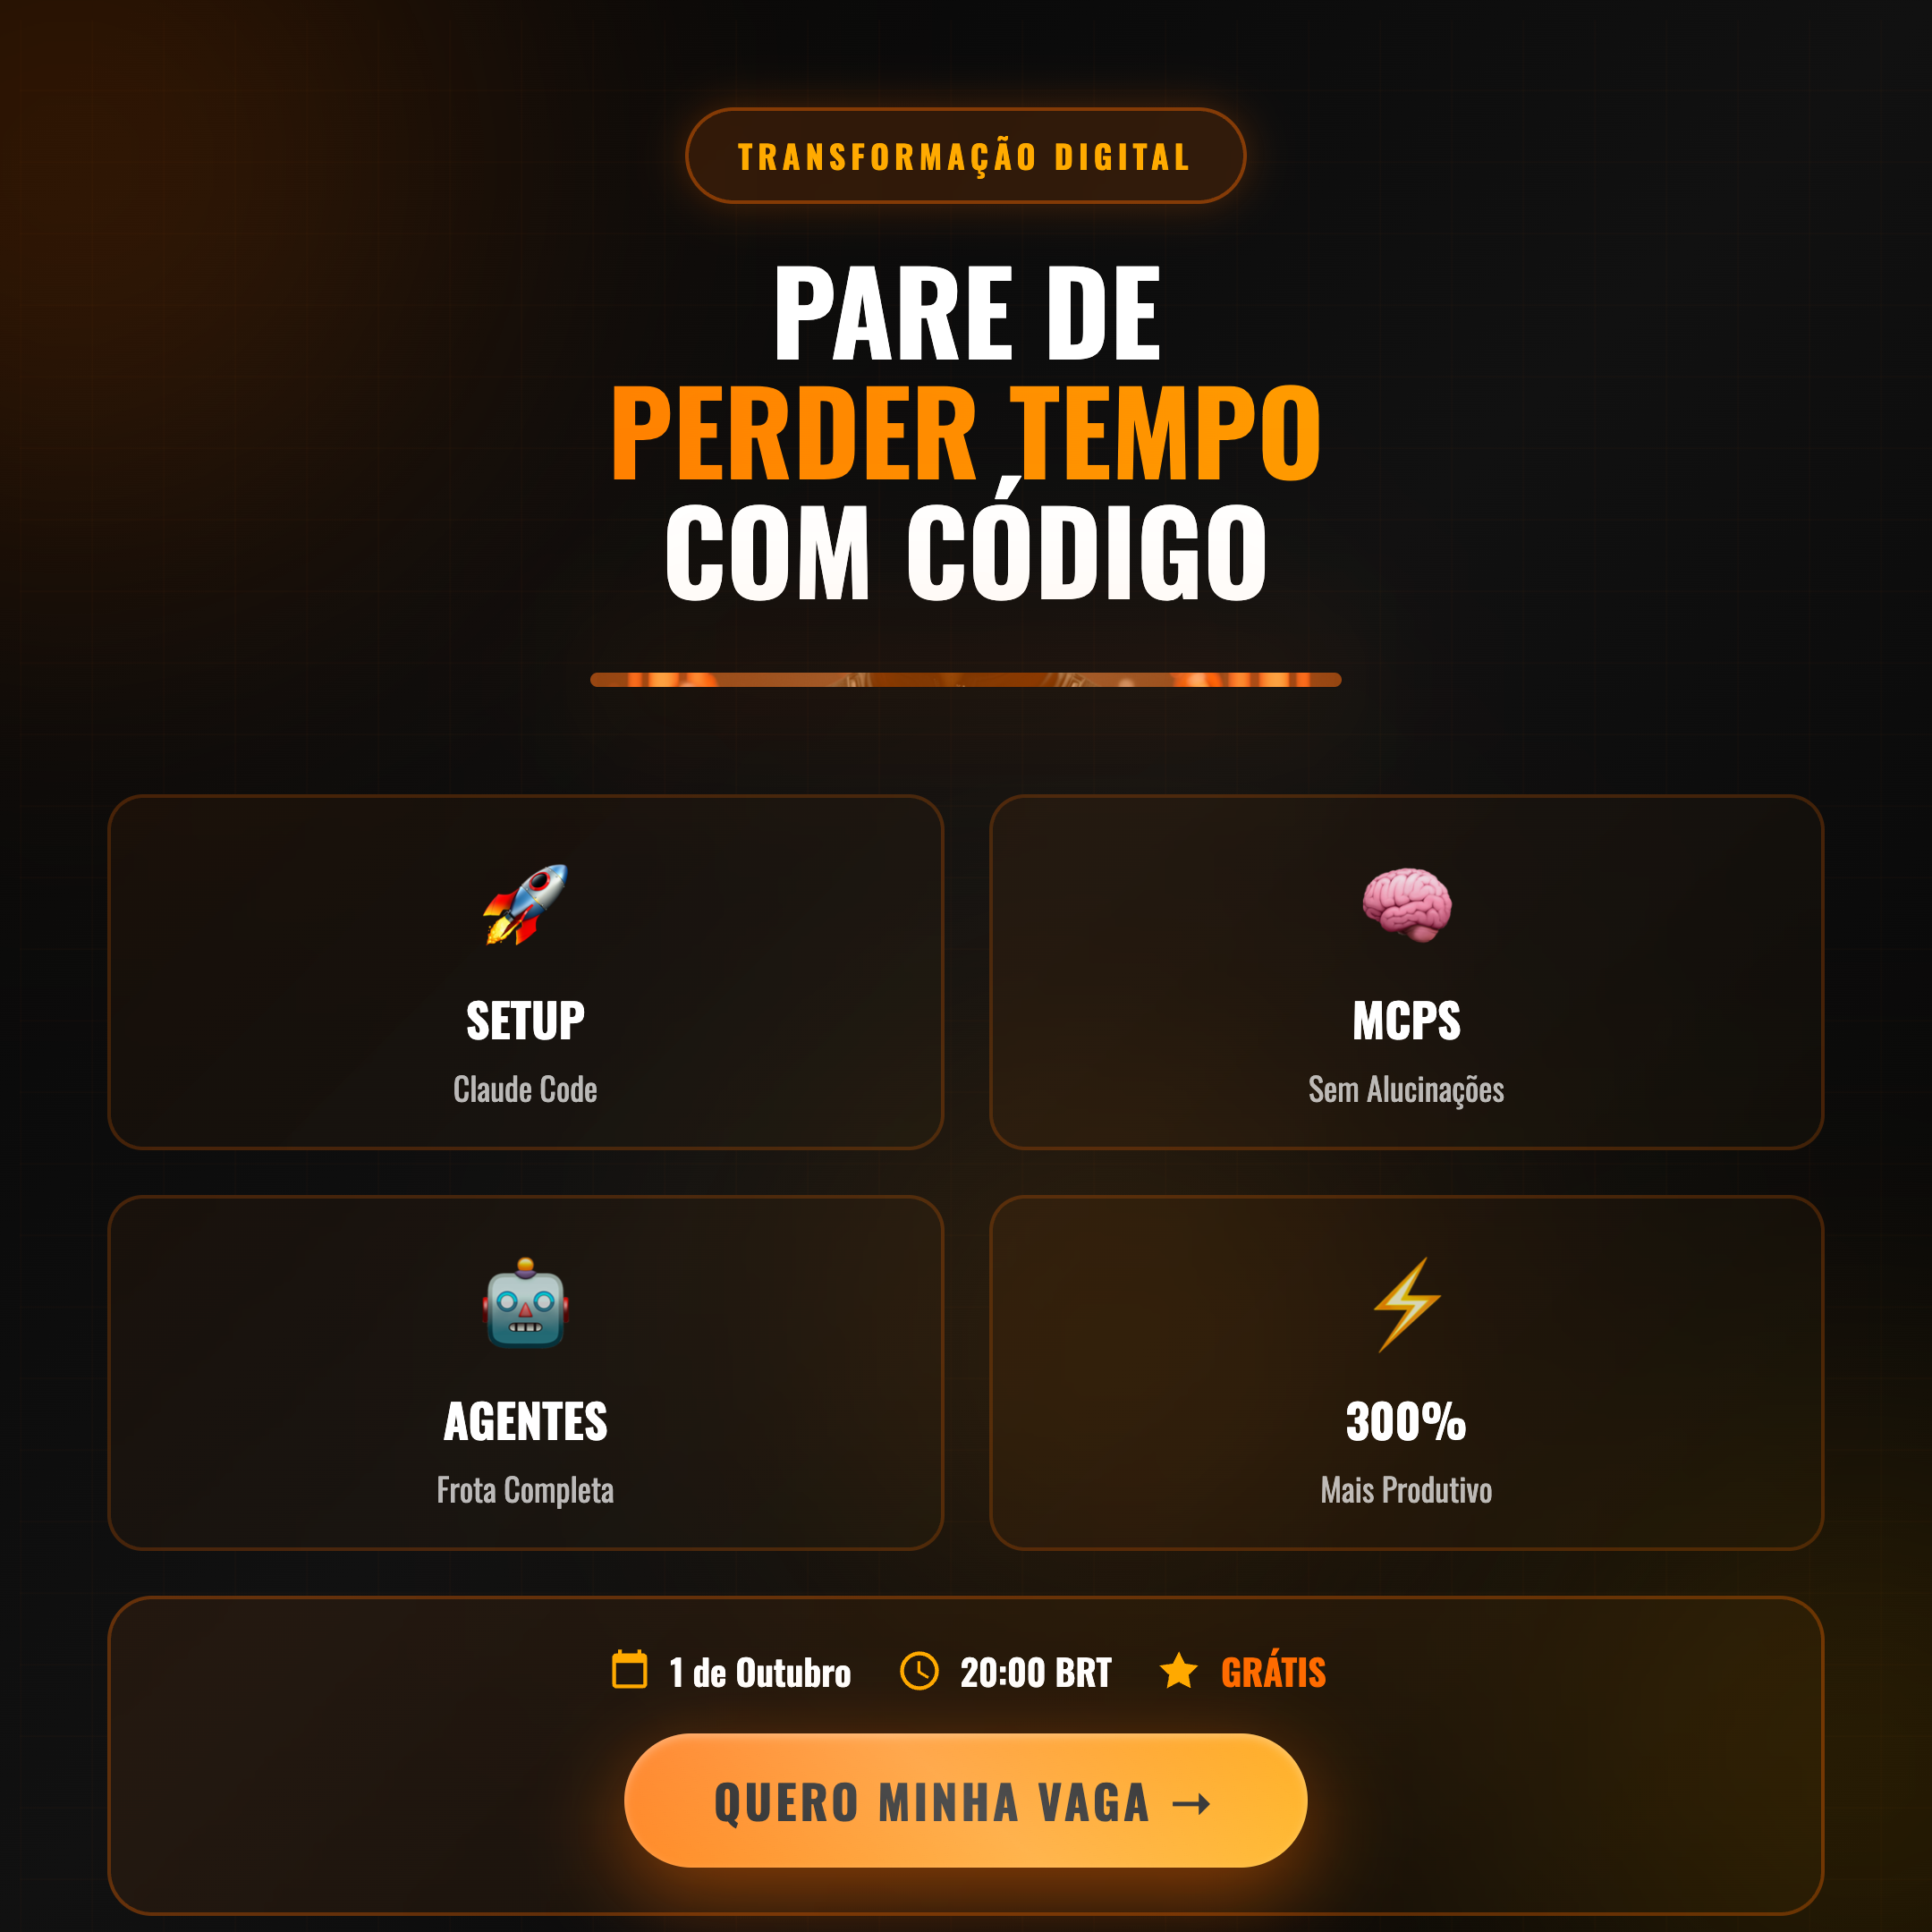 TRANSFORMAÇÃO DIGITAL
PARE DE
PERDER TEMPO
COM CÓDIGO
SETUP
Claude Code
MCPS
Sem Alucinações
AGENTES
Frota Completa
300%
Mais Produtivo
1 de Outubro 20:00 BRT GRÁTIS
QUERO MINHA VAGA →